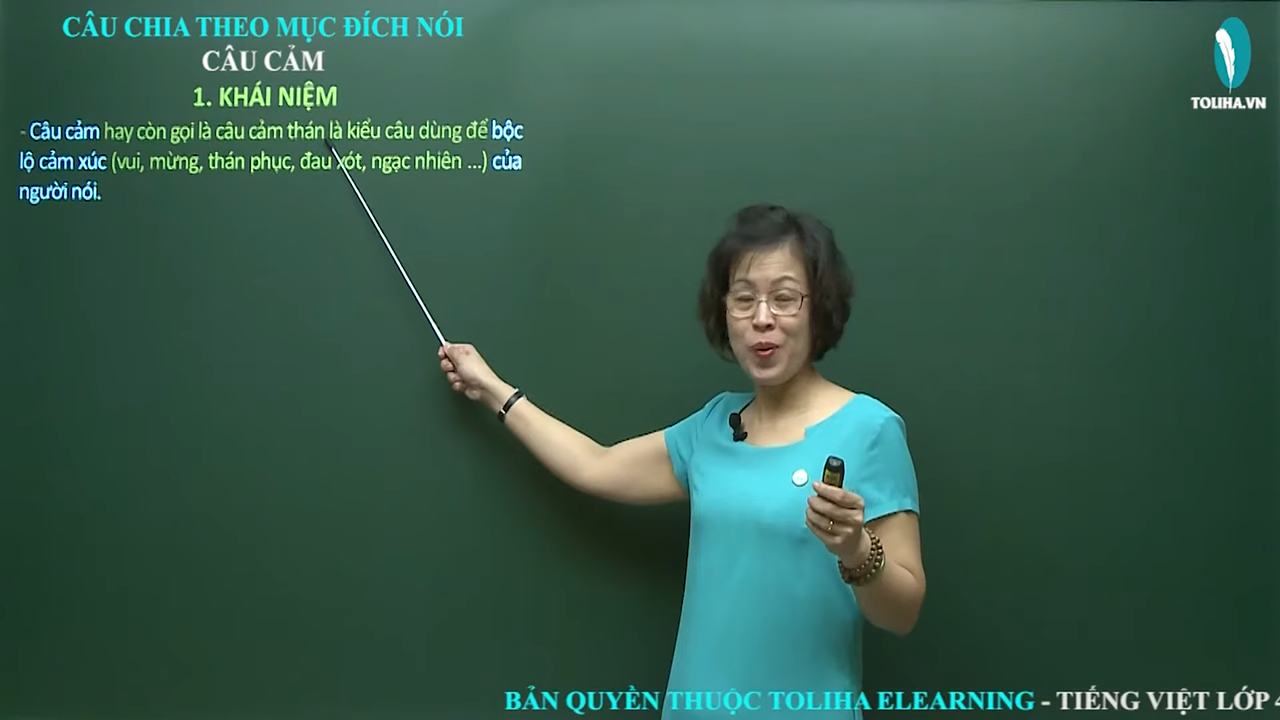 CÂU CHIA THEO MỤC ĐÍCH NÓI
CÂU CẢM
1. KHÁI NIỆM
- Câu cảm hay còn gọi là câu cảm thán là kiểu câu dùng để bộc
lộ cảm xúc (vui, mừng, thán phục, đau xót, ngạc nhiên ...) của
người nói.
TOLIHA.VN
BẢN QUYỀN THUỘC TOLIHA ELEARNING - TIẾNG VIỆT LỚP